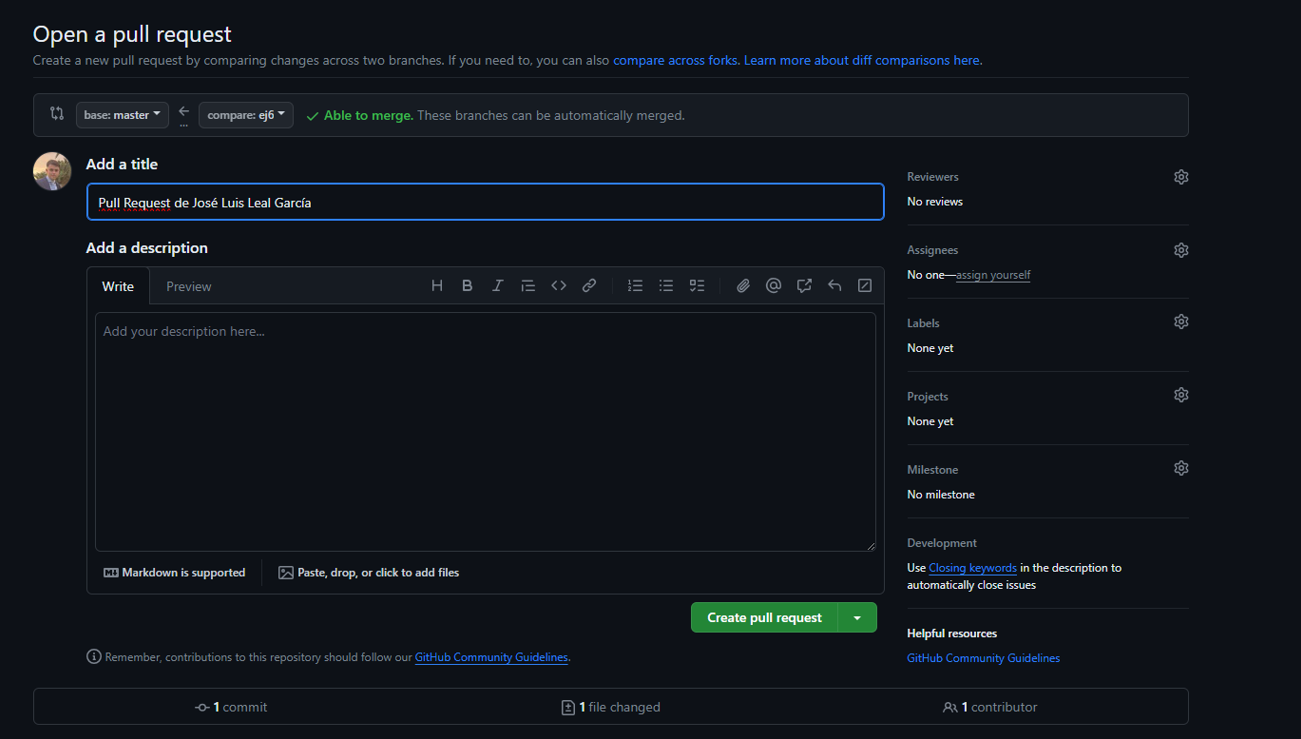 Open a pull request
Create a new pull request by comparing changes across two branches. If you need to, you can also compare across forks. Learn more about diff comparisons here.
base: master
compare: ej6
Able to merge. These branches can be automatically merged.
Add a title
Pull Request de José Luis Leal García
Add a description
Write Preview
Add your description here...
Markdown is supported
Paste, drop, or click to add files
Create pull request
Remember, contributions to this repository should follow our GitHub Community Guidelines.
Reviewers
No reviews
Assignees
No one—assign yourself
Labels
None yet
Projects
None yet
Milestone
No milestone
Development
Use Closing keywords in the description to
automatically close issues
Helpful resources
GitHub Community Guidelines
1 commit
1 file changed
1 contributor